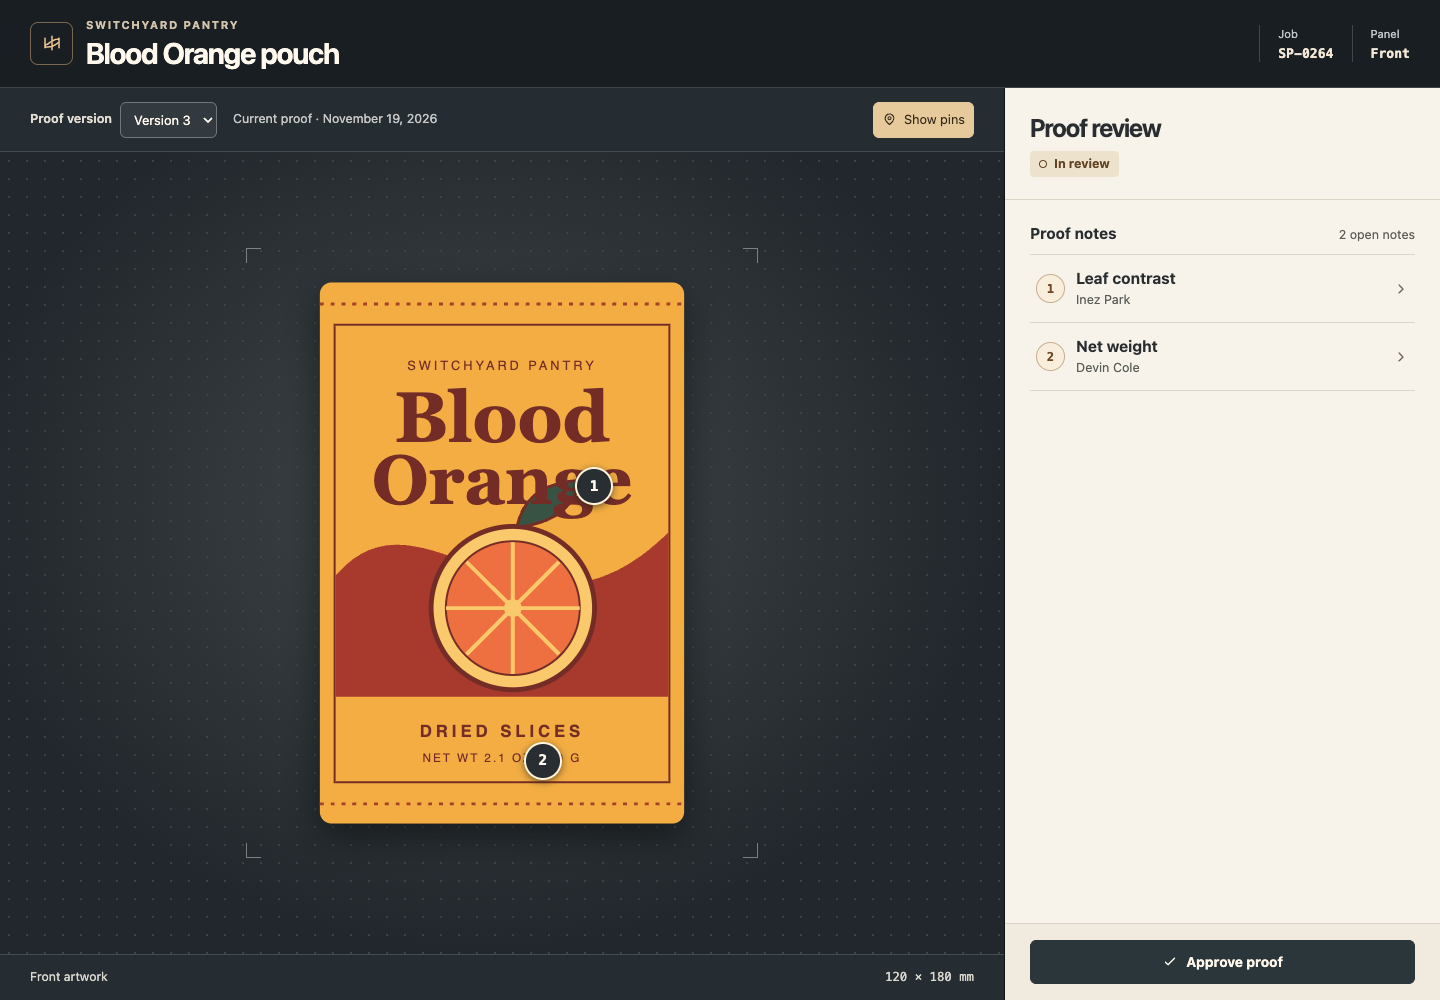 SWITCHYARD PANTRY
Blood Orange pouch
Job
SP–0264
Panel
Front
Proof version
Version 3
Current proof · November 19, 2026
Show pins
SWITCHYARD PANTRY
Blood
Orange
1
DRIED SLICES
NET WT 2.1 O
2
G
Front artwork
120 × 180 mm
Proof review
In review
Proof notes
2 open notes
1
Leaf contrast
Inez Park
2
Net weight
Devin Cole
Approve proof